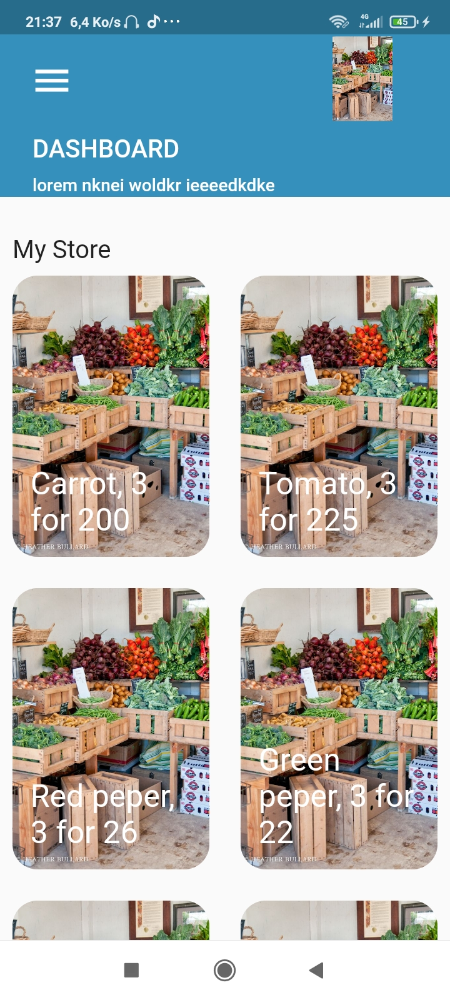 21:37 6,4 Ko/s 4G 45
DASHBOARD
lorem nknei woldkr ieeeedkdke
My Store
Carrot, 3
for 200
© HEATHER BULLARD
Tomato, 3
for 225
© HEATHER BULLARD
Red peper,
3 for 26
© HEATHER BULLARD
Green
peper, 3 for
22
© HEATHER BULLARD